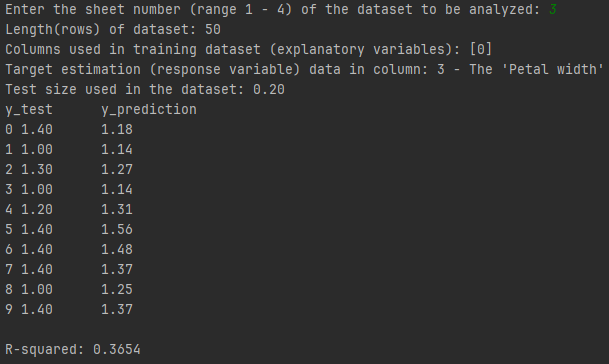 Enter the sheet number (range 1 - 4) of the dataset to be analyzed: 3
Length(rows) of dataset: 50
Columns used in training dataset (explanatory variables): [0]
Target estimation (response variable) data in column: 3 - The 'Petal width'
Test size used in the dataset: 0.20
y_test y_prediction
0 1.40 1.18
1 1.00 1.14
2 1.30 1.27
3 1.00 1.14
4 1.20 1.31
5 1.40 1.56
6 1.40 1.48
7 1.40 1.37
8 1.00 1.25
9 1.40 1.37
R-squared: 0.3654